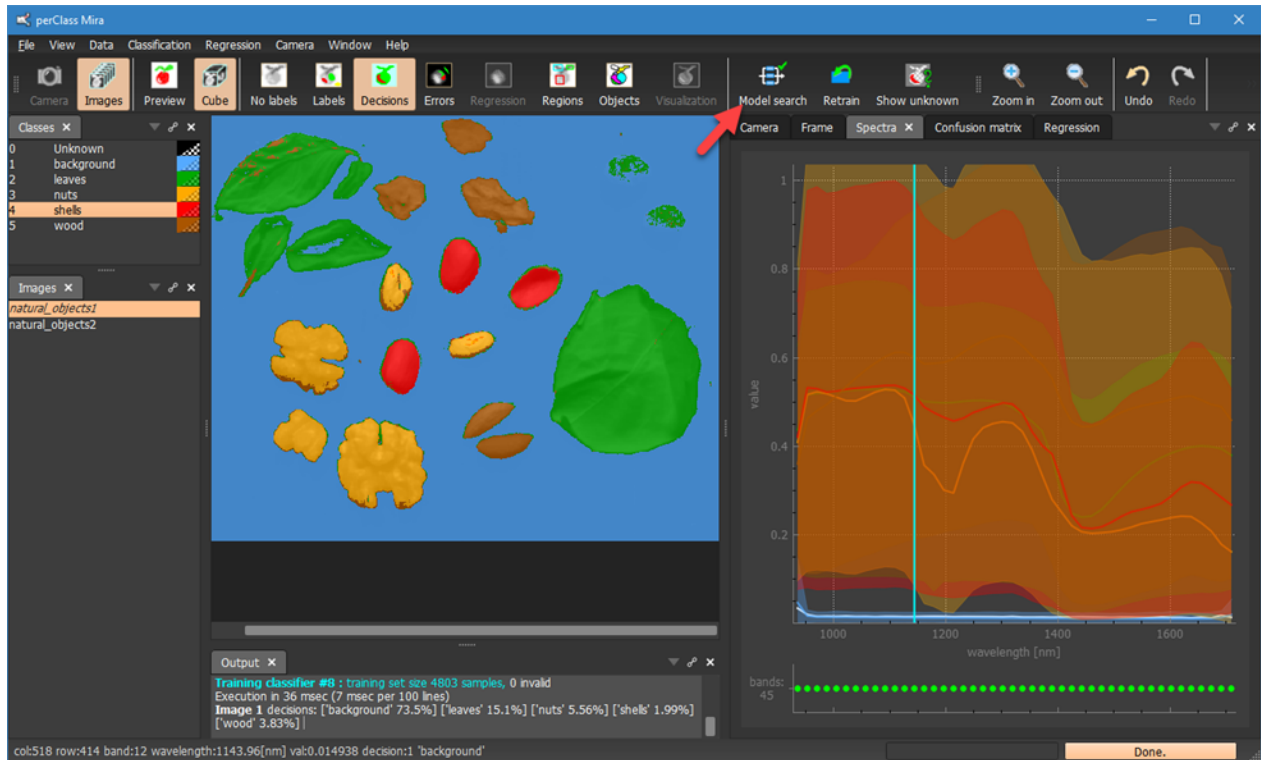 perClass Mira
File View Data Classification Regression Camera Window Help
Camera Images Preview Cube No labels Labels Decisions Errors Regression Regions Objects Visualization Model search Retrain Show unknown Zoom in Zoom out Undo Redo
Classes
0 Unknown
1 background
2 leaves
3 nuts
4 shells
5 wood
Images
natural_objects1
natural_objects2
Camera Frame Spectra Confusion matrix Regression
1
0.8
0.6
0.4
0.2
value
1000 1200 1400 1600
wavelength [nm]
bands:
45
Output
Training classifier #8 : training set size 4803 samples, 0 invalid
Execution in 36 msec (7 msec per 100 lines)
Image 1 decisions: ['background' 73.5%] ['leaves' 15.1%] ['nuts' 5.56%] ['shells' 1.99%]
['wood' 3.83%]
col:518 row:414 band:12 wavelength:1143.96[nm] val:0.014938 decision:1 'background'
Done.